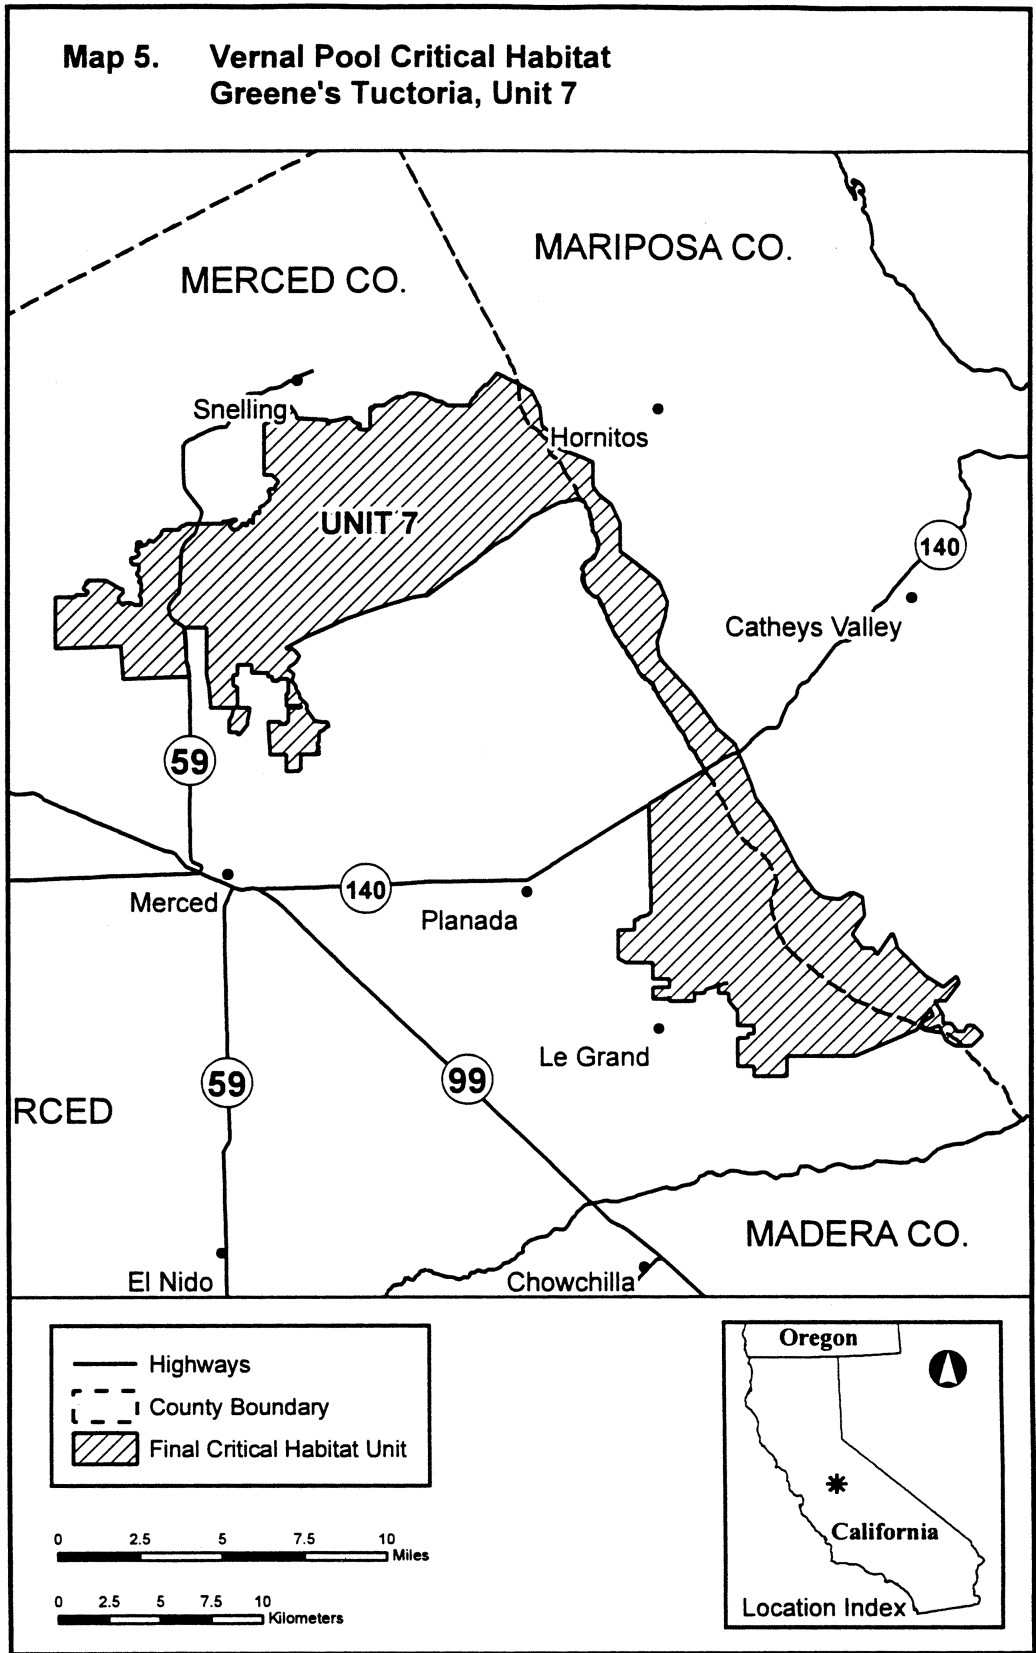 Map 5. Vernal Pool Critical Habitat
Greene's Tuctoria, Unit 7
MARIPOSA CO.
MERCED CO.
Snelling
Hornitos
UNIT 7
140
Catheys Valley
59
140
Merced
Planada
Le Grand
59
99
RCED
MADERA CO.
El Nido
Chowchilla
Highways
County Boundary
Final Critical Habitat Unit
0 2.5 5 7.5 10
Miles
0 2.5 5 7.5 10
Kilometers
Oregon
California
Location Index